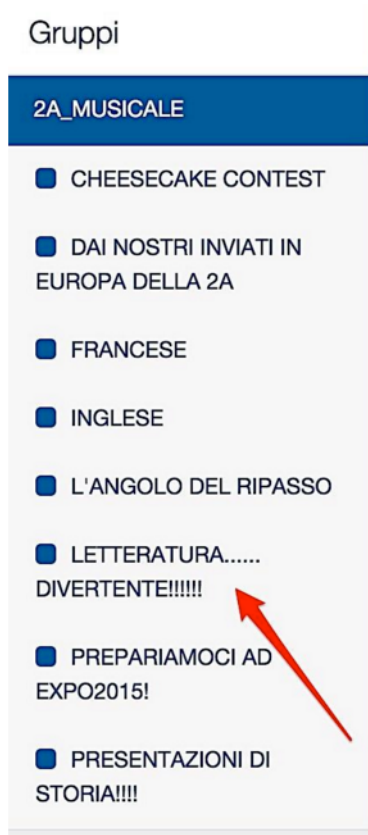 Gruppi
2A_MUSICALE
CHEESECAKE CONTEST
DAI NOSTRI INVIATI IN
EUROPA DELLA 2A
FRANCESE
INGLESE
L'ANGOLO DEL RIPASSO
LETTERATURA......
DIVERTENTE!!!!!!
PREPARIAMOCI AD
EXPO2015!
PRESENTAZIONI DI
STORIA!!!!